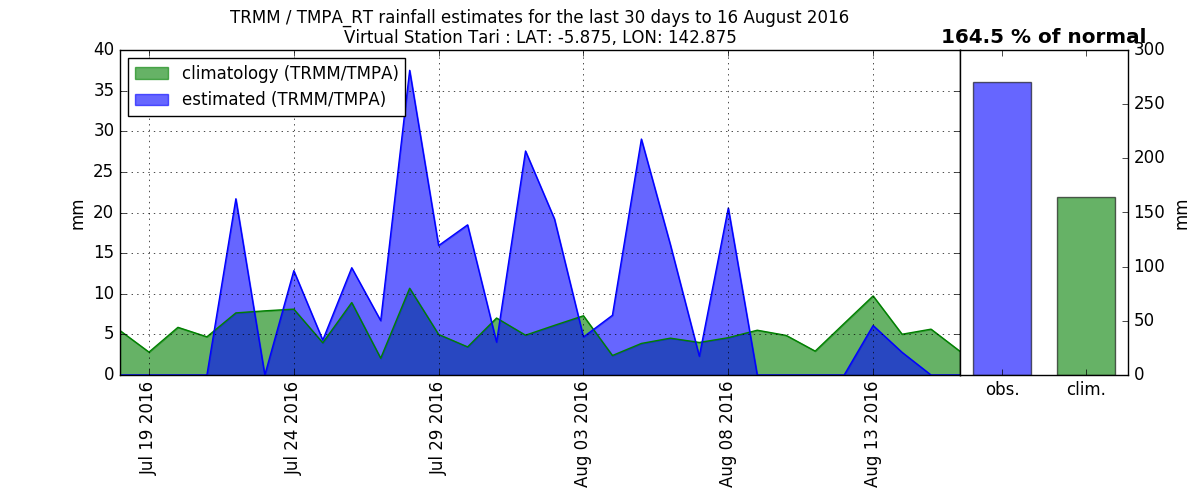 TRMM / TMPA_RT rainfall estimates for the last 30 days to 16 August 2016
Virtual Station Tari : LAT: -5.875, LON: 142.875
164.5 % of normal
climatology (TRMM/TMPA)
estimated (TRMM/TMPA)
40
35
30
25
20
15
10
5
0
mm
Jul 19 2016
Jul 24 2016
Jul 29 2016
Aug 03 2016
Aug 08 2016
Aug 13 2016
300
250
200
150
100
50
0
mm
obs.
clim.